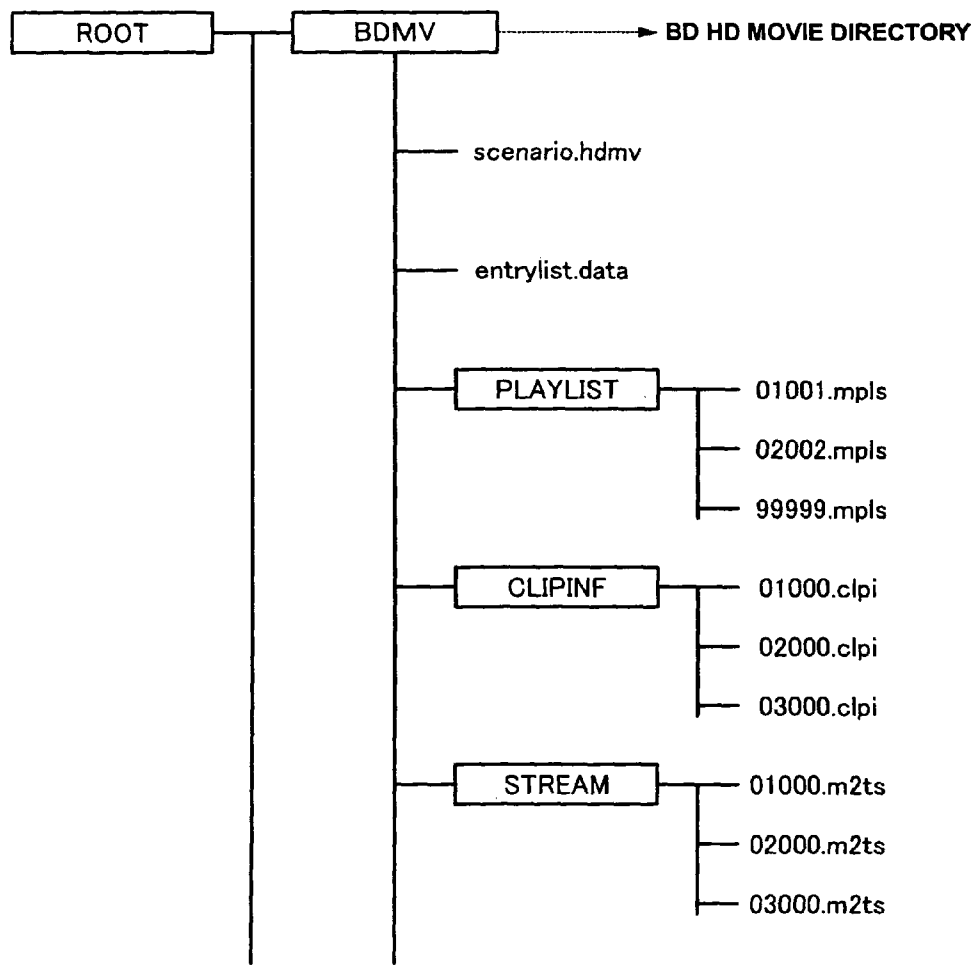 ROOT BDMV BD HD MOVIE DIRECTORY
scenario.hdmv
entrylist.data
PLAYLIST 01001.mpls
02002.mpls
99999.mpls
CLIPINF 01000.clpi
02000.clpi
03000.clpi
STREAM 01000.m2ts
02000.m2ts
03000.m2ts